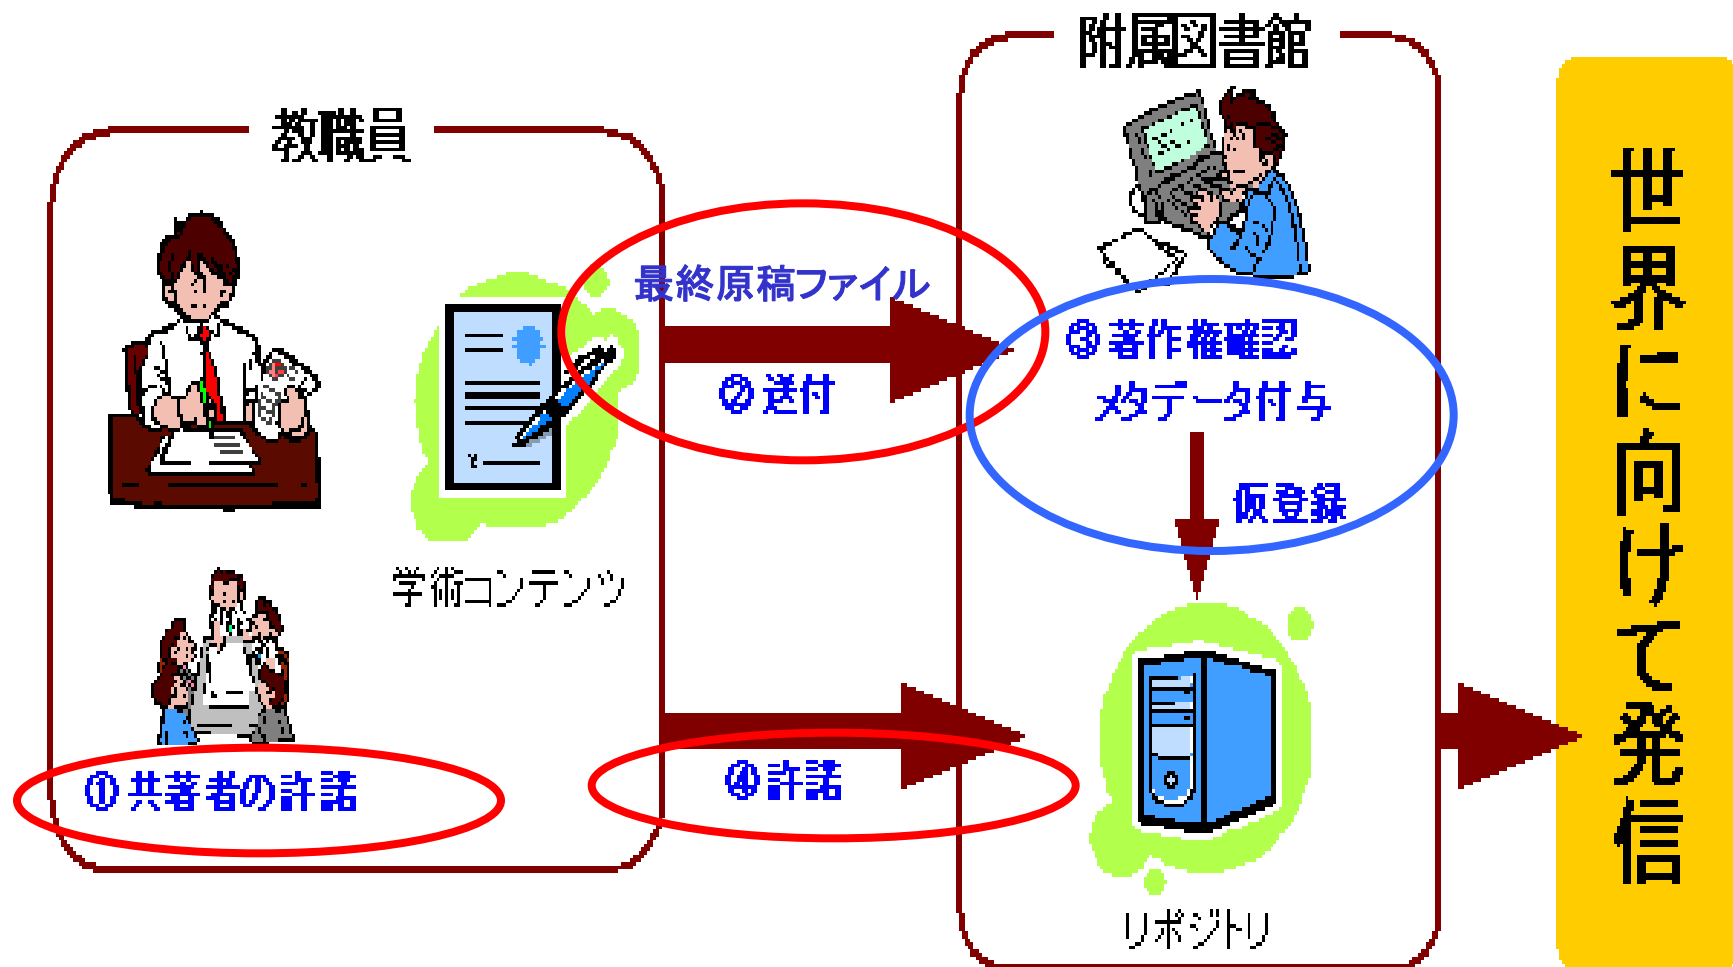 教職員
学術コンテンツ
①共著者の許諾
最終原稿ファイル
②送付
④許諾
附属図書館
③著作権確認
メタデータ付与
仮登録
リポジトリ
世界に向けて発信